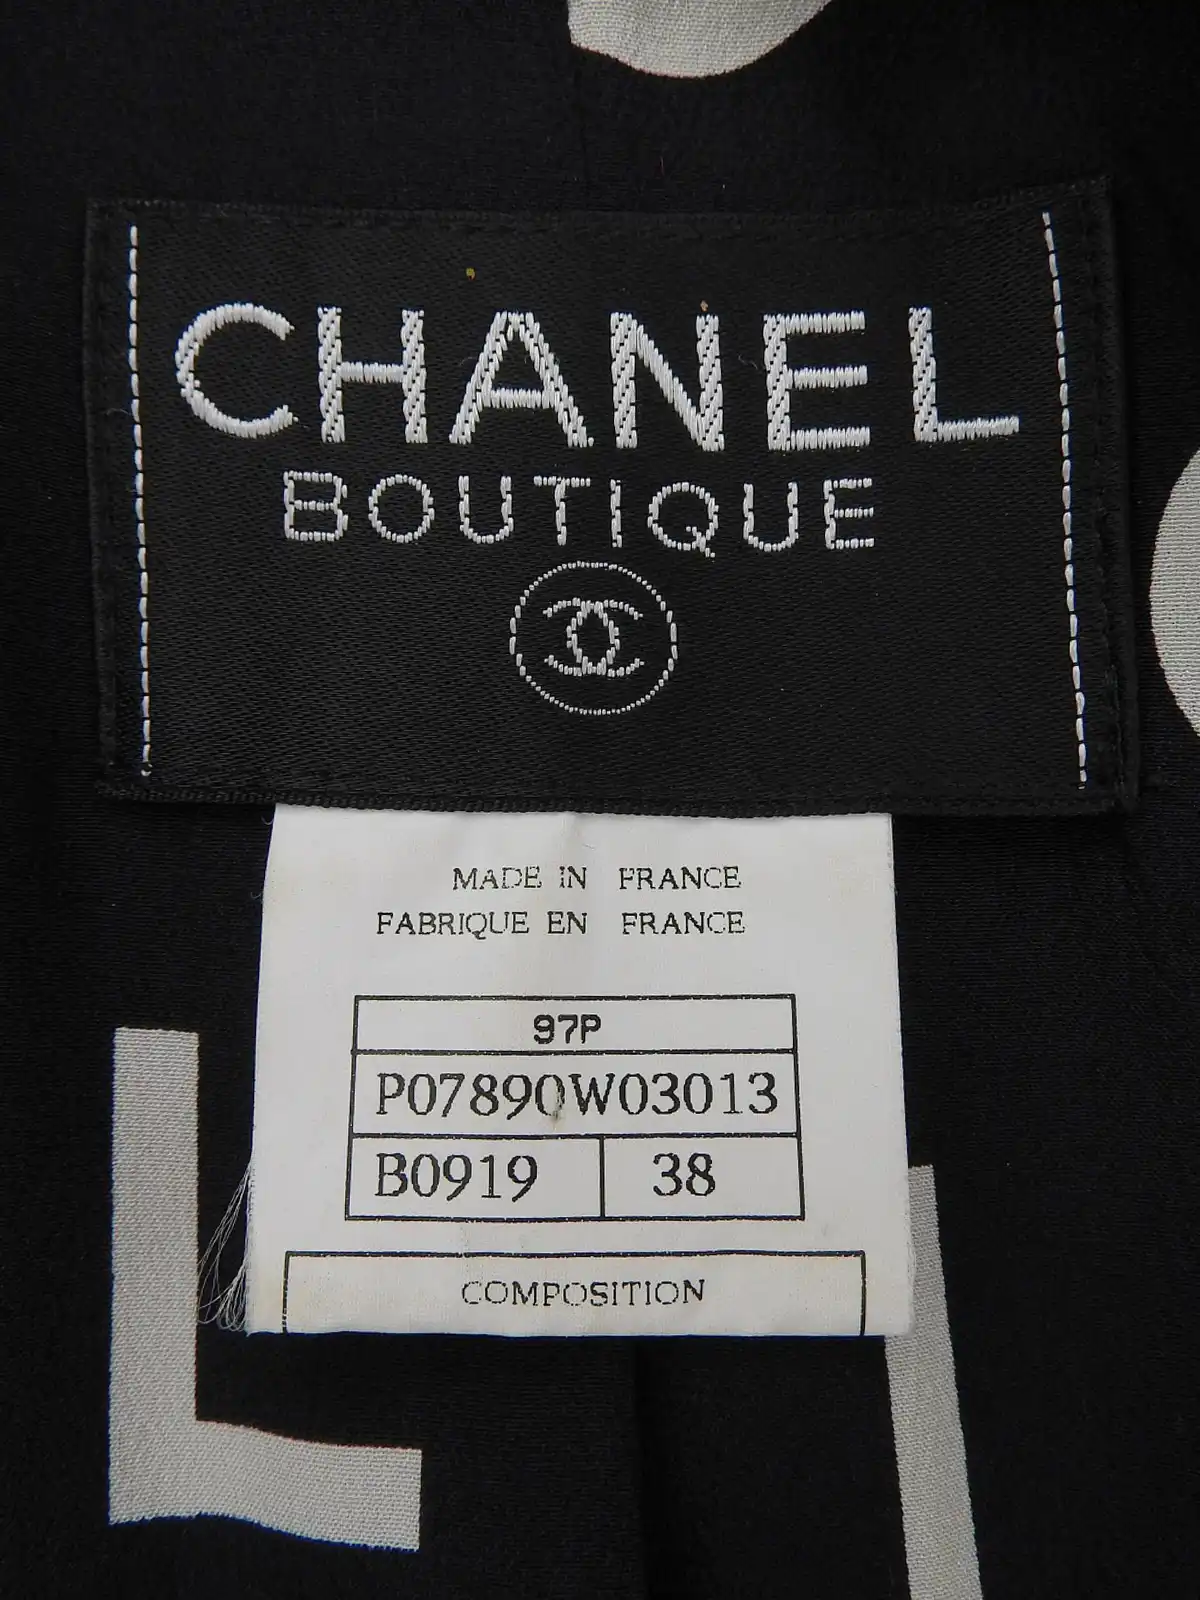 CHANEL
BOUTIQUE
MADE IN FRANCE
FABRIQUE EN FRANCE
97P
P07890W03013
B0919 38
COMPOSITION
L